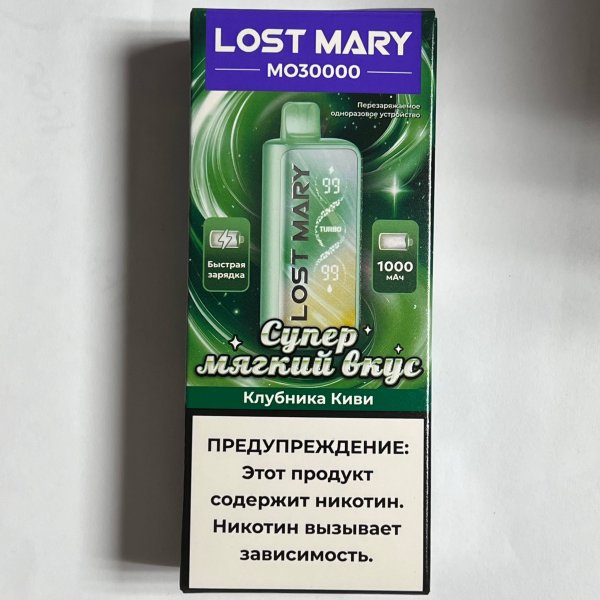 LOST MARY
MO30000
Перезаряжаемое
одноразовое устройство
99
LOST MARY
TURBO
99
Быстрая
зарядка
1000
мАч
Супер
мягкий вкус
Клубника Киви
ПРЕДУПРЕЖДЕНИЕ:
Этот продукт
содержит никотин.
Никотин вызывает
зависимость.